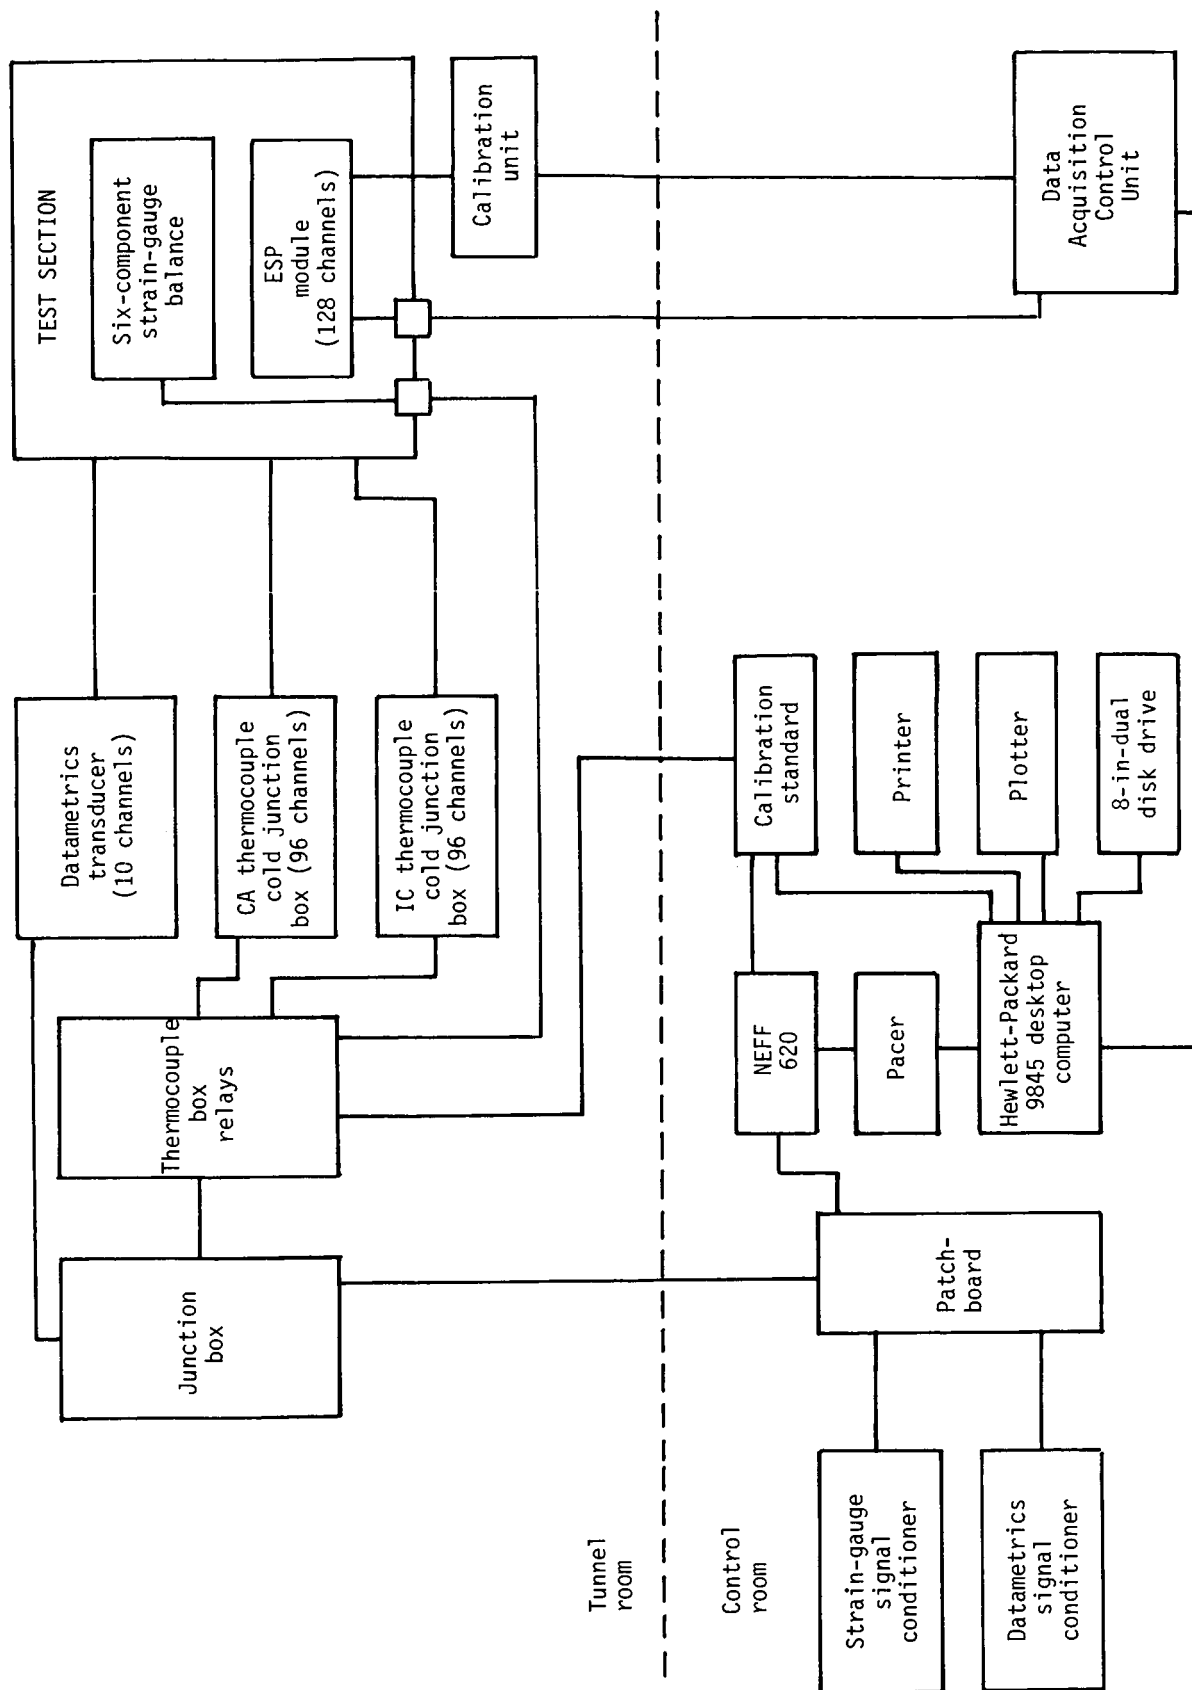 TEST SECTION
Six-component
strain-gauge
balance
ESP
module
(128 channels)
Calibration
unit
Data
Acquisition
Control
Unit
Datametrics
transducer
(10 channels)
CA thermocouple
cold junction
box (96 channels)
IC thermocouple
cold junction
box (96 channels)
Thermocouple
box
relays
Junction
box
Tunnel
room
Control
room
Calibration
standard
Printer
Plotter
8-in-dual
disk drive
NEFF
620
Pacer
Hewlett-Packard
9845 desktop
computer
Patch-
board
Strain-gauge
signal
conditioner
Datametrics
signal
conditioner